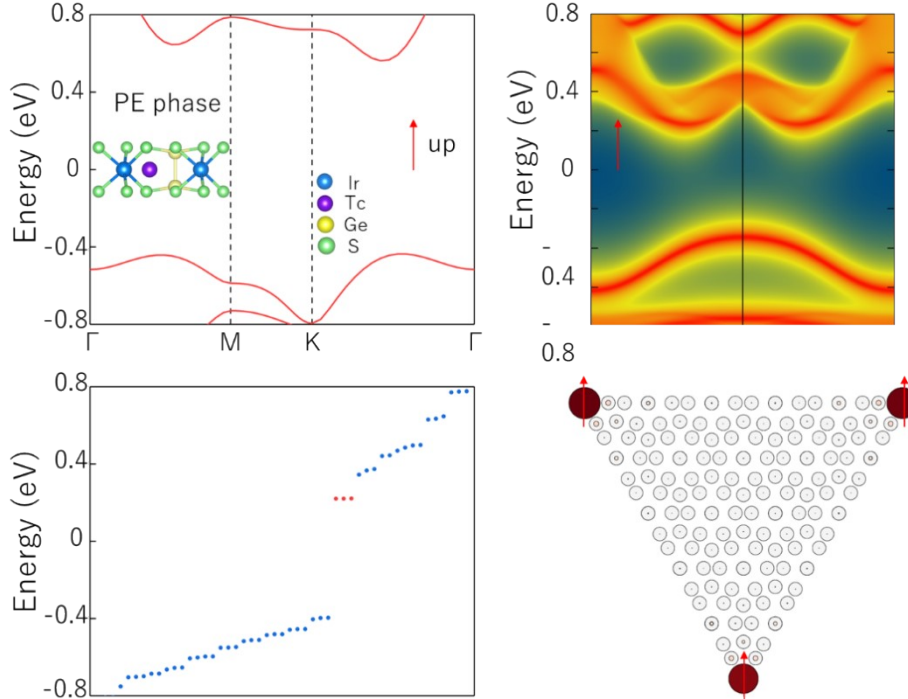 0.8
0.4
0
-0.4
-0.8
Energy (eV)
PE phase
up
Ir
Tc
Ge
S
Γ
M
K
Γ
0.8
0.4
0
-
0.4
-
0.8
Energy (eV)
0.8
0.4
0
-0.4
-0.8
Energy (eV)